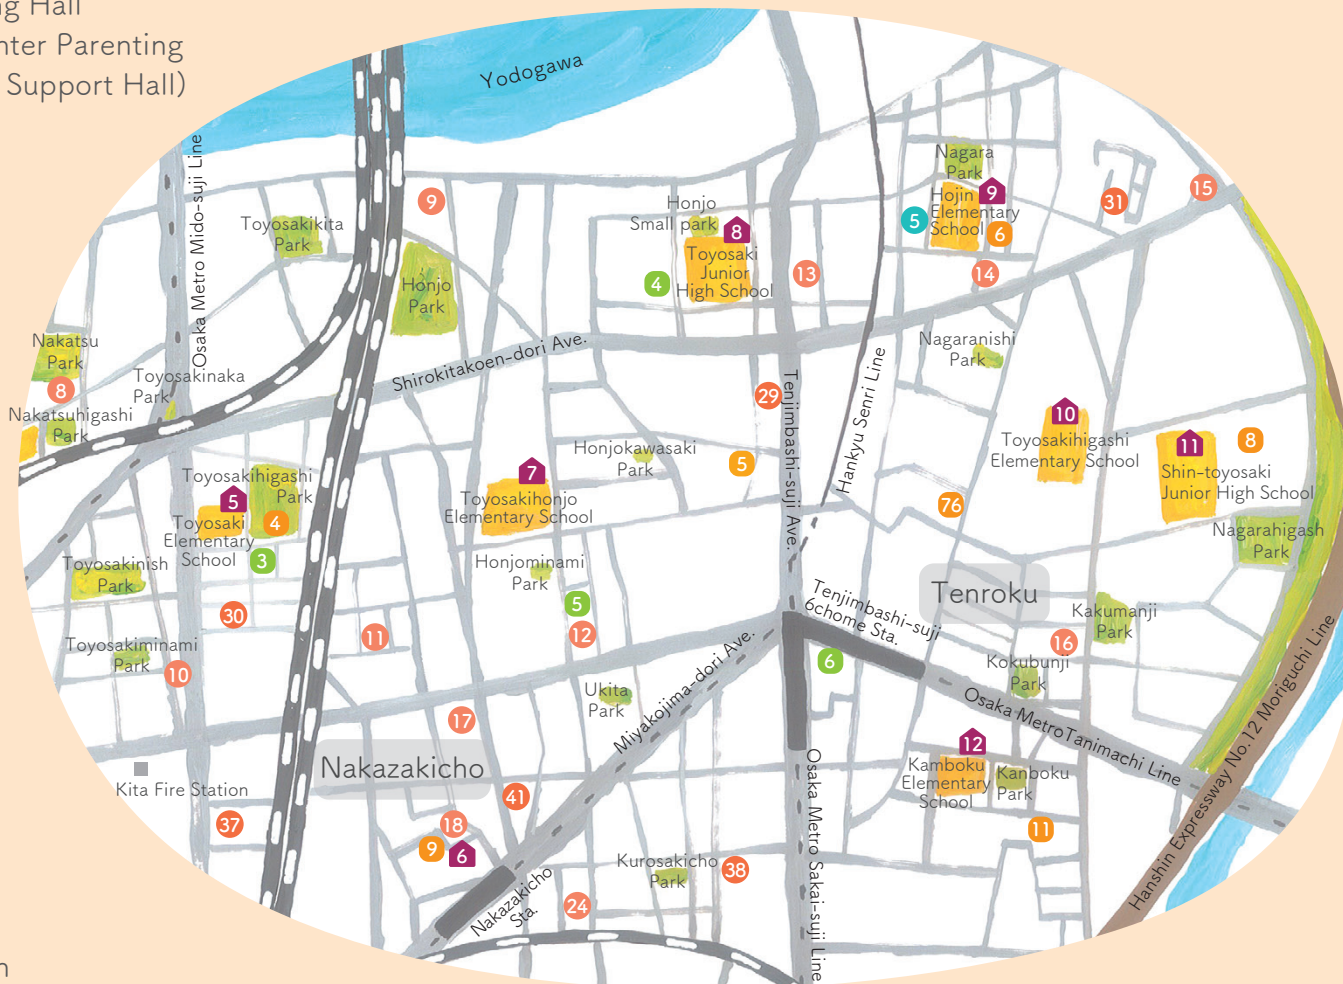 ng Hall
nter Parenting
Support Hall)
Yodogawa
Osaka Metro Mido-suji Line
Toyosakikita
Park
9
Honjo
Park
Honjo
Small park
8
Toyosaki
Junior
High School
4
13
Nagara
Park
9
Hojin
Elementary
School
5
6
14
31
15
Nakatsu
Park
8
Nakatsuhigashi
Park
Toyosakinaka
Park
Shirokitakoen-dori Ave.
29
Tenjimbashi-suji Ave.
Hankyu Senri Line
Nagaranishi
Park
10
Toyosakihigashi
Elementary School
11
8
Shin-toyosaki
Junior High School
Nagarahigash
Park
Toyosakihigashi
Park
5
4
Toyosaki
Elementary
School
3
7
Toyosakihonjo
Elementary School
Honjokawasaki
Park
5
76
Toyosakinish
Park
30
11
Honjominami
Park
5
12
Tenjimbashi-suji
6chome Sta.
6
Tenroku
Kakumanji
Park
16
Kokubunji
Park
Toyosakiminami
Park
10
17
Ukita
Park
Miyakojima-dori Ave.
Osaka MetroTanimachi Line
Hanshin Expressway No.12 Moriguchi Line
Nakazakicho
Kita Fire Station
37
41
18
9
6
Nakazakicho
Sta.
24
Kurosakicho
Park
38
Osaka Metro Sakai-suji Line
12
Kamboku
Elementary
School
Kanboku
Park
11
n